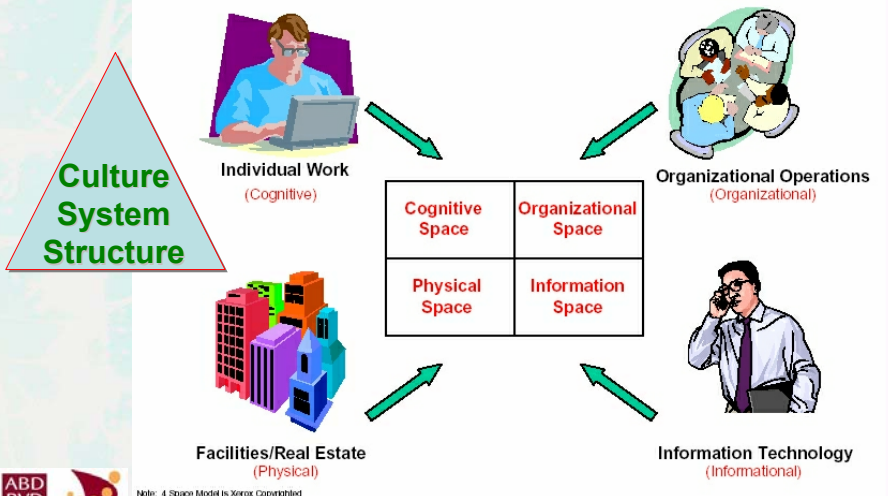 Culture
System
Structure
Individual Work
(Cognitive)
Organizational Operations
(Organizational)
Cognitive
Space
Organizational
Space
Physical
Space
Information
Space
Facilities/Real Estate
(Physical)
Information Technology
(Informational)
ABD
Note: 4 Space Model is Xerox Copyrighted